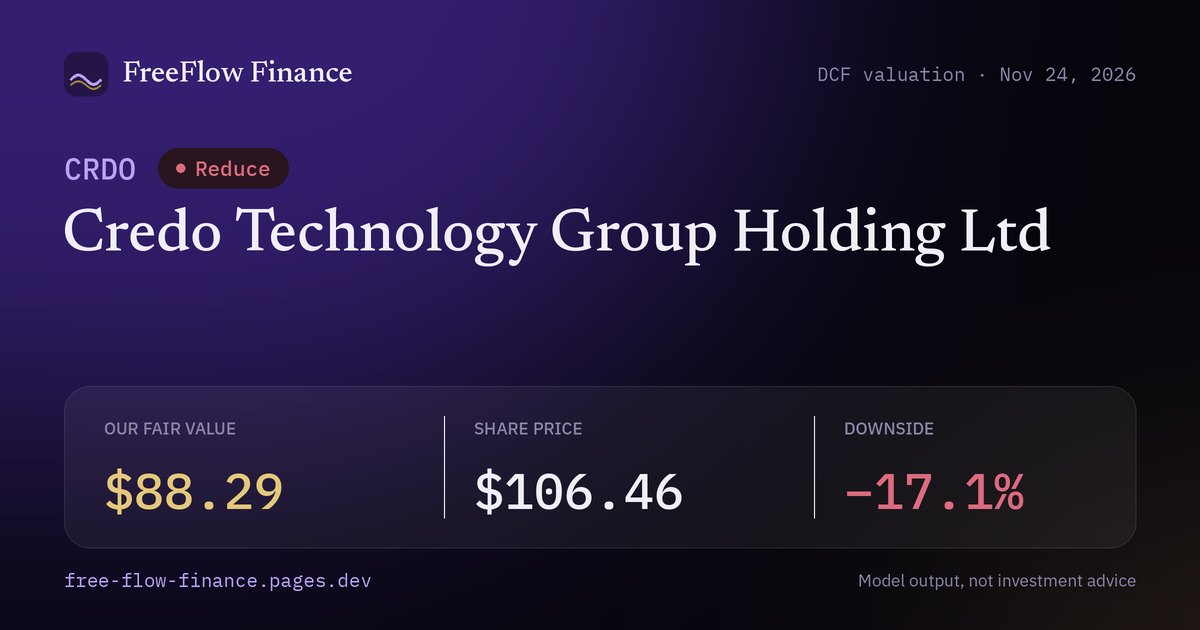 FreeFlow Finance
DCF valuation · Nov 24, 2026
CRDO
Reduce
Credo Technology Group Holding Ltd
OUR FAIR VALUE
$88.29
SHARE PRICE
$106.46
DOWNSIDE
−17.1%
free-flow-finance.pages.dev
Model output, not investment advice